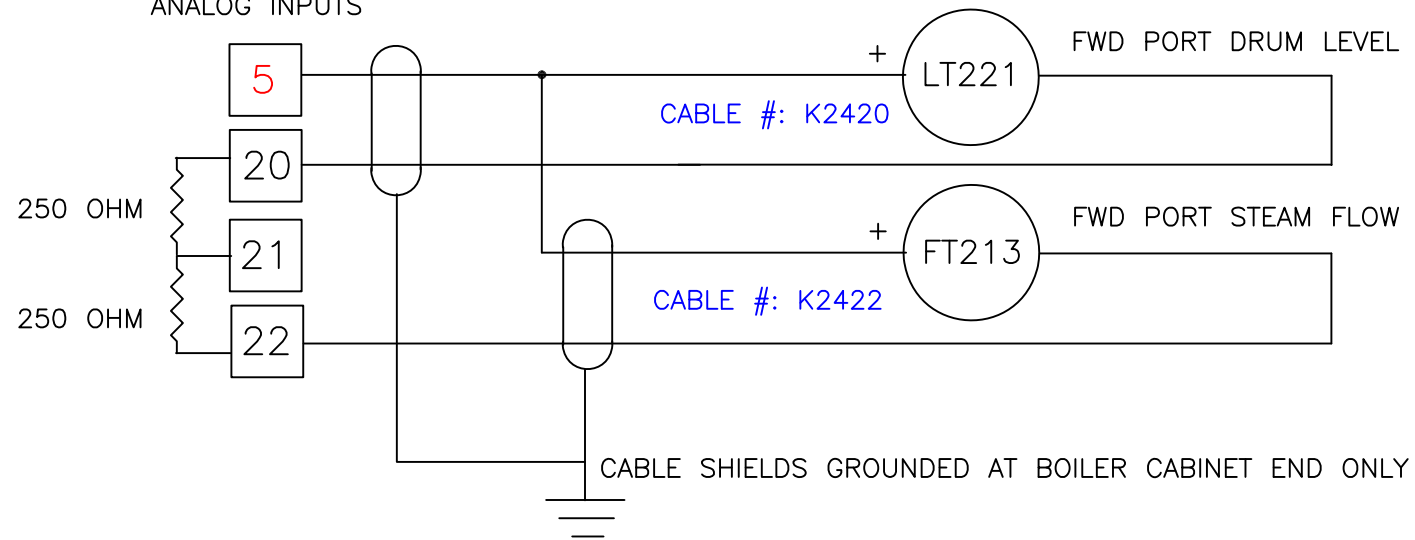 ANALOG INPUTS
5
+
LT221
FWD PORT DRUM LEVEL
CABLE #: K2420
20
250 OHM
21
+
FT213
FWD PORT STEAM FLOW
CABLE #: K2422
250 OHM
22
CABLE SHIELDS GROUNDED AT BOILER CABINET END ONLY